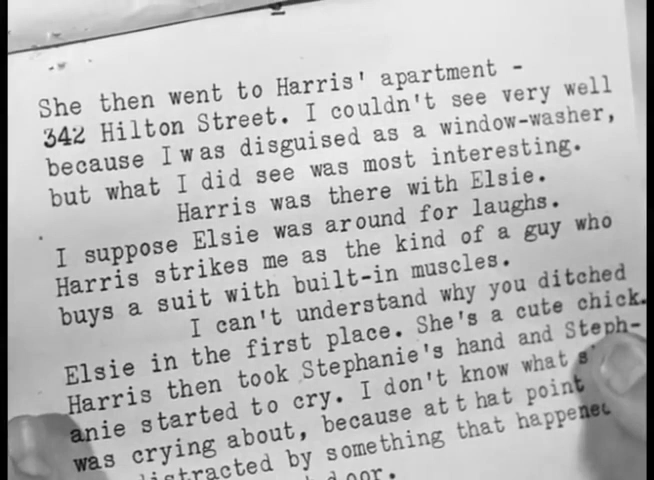 She then went to Harris' apartment -
342 Hilton Street. I couldn't see very well
because I was disguised as a window-washer,
but what I did see was most interesting.
Harris was there with Elsie.
I suppose Elsie was around for laughs.
Harris strikes me as the kind of a guy who
buys a suit with built-in muscles.
I can't understand why you ditched
Elsie in the first place. She's a cute chick.
Harris then took Stephanie's hand and Steph-
anie started to cry. I don't know what
was crying about, because at t hat point
distracted by something that happened